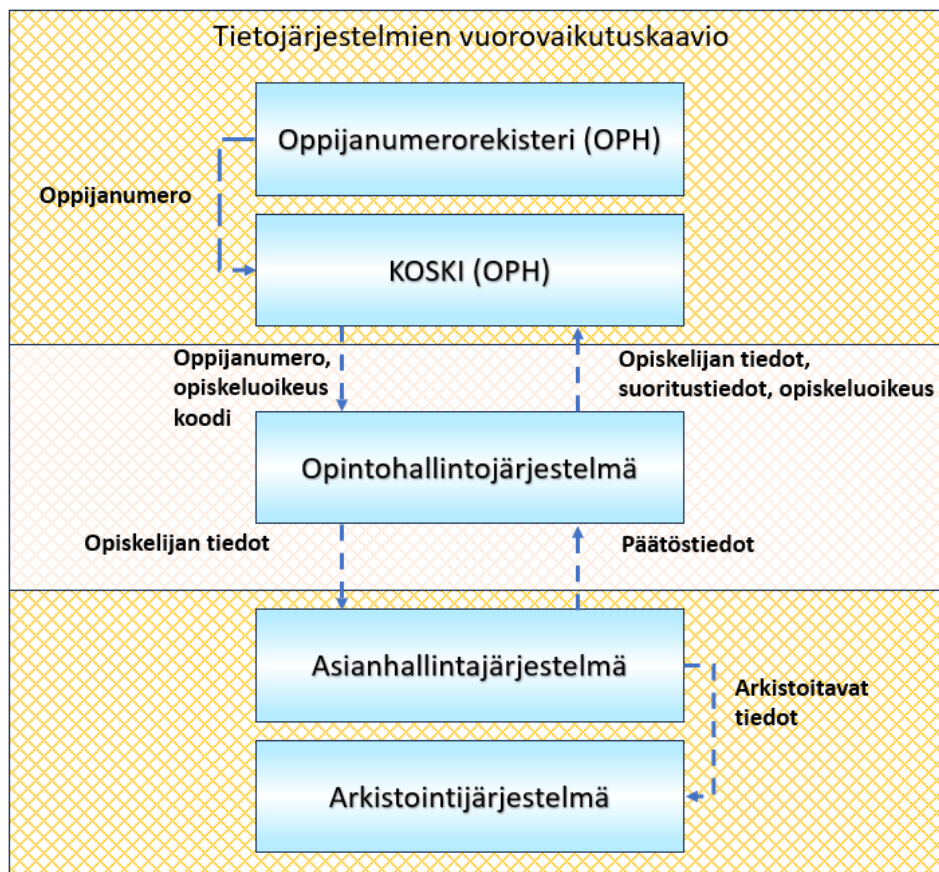 Tietojärjestelmien vuorovaikutuskaavio
Oppijanumerorekisteri (OPH)
Oppijanumero
KOSKI (OPH)
Oppijanumero,
opiskeluoikeus
koodi
Opiskelijan tiedot,
suoritustiedot, opiskeluoikeus
Opintohallintojärjestelmä
Opiskelijan tiedot
Päätöstiedot
Asianhallintajärjestelmä
Arkistoitavat
tiedot
Arkistointijärjestelmä